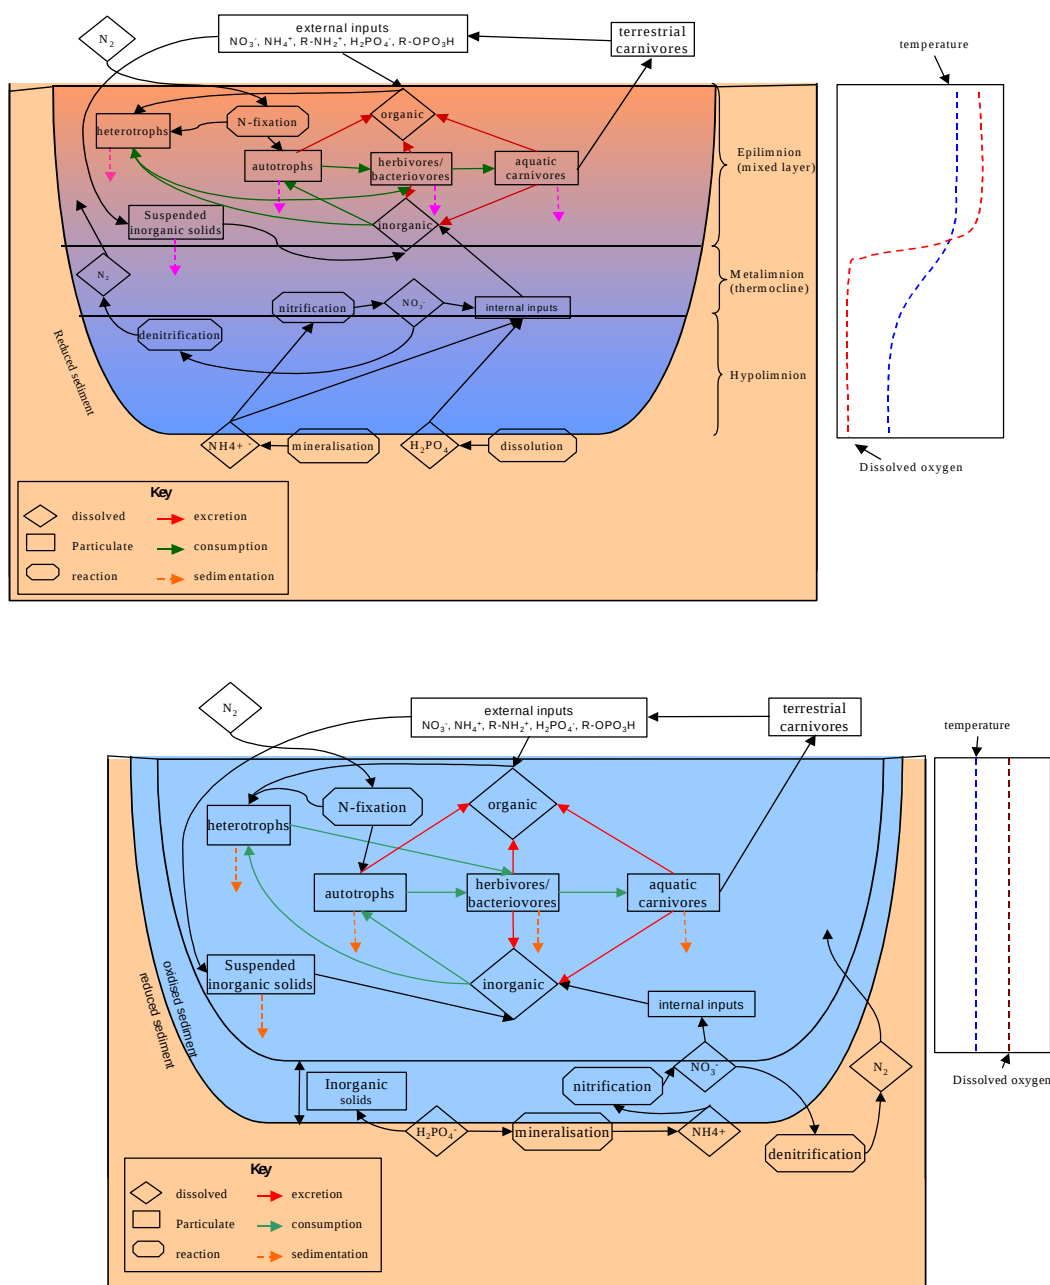 N2
external inputs
NO3-, NH4+, R-NH2+, H2PO4-, R-OPO3H
terrestrial
carnivores
temperature
heterotrophs
N-fixation
organic
autotrophs
herbivores/
bacteriovores
aquatic
carnivores
Epilimnion
(mixed layer)
Suspended
inorganic solids
inorganic
N2
nitrification
NO3-
internal inputs
Metalimnion
(thermocline)
denitrification
Reduced sediment
Hypolimnion
NH4+ -
mineralisation
H2PO4
dissolution
Dissolved oxygen
Key
dissolved
excretion
Particulate
consumption
reaction
sedimentation
N2
external inputs
NO3-, NH4+, R-NH2+, H2PO4-, R-OPO3H
terrestrial
carnivores
temperature
heterotrophs
N-fixation
organic
autotrophs
herbivores/
bacteriovores
aquatic
carnivores
Suspended
inorganic solids
inorganic
internal inputs
oxidised sediment
reduced sediment
Inorganic
solids
nitrification
NO3-
N2
Dissolved oxygen
H2PO4-
mineralisation
NH4+
denitrification
Key
dissolved
excretion
Particulate
consumption
reaction
sedimentation